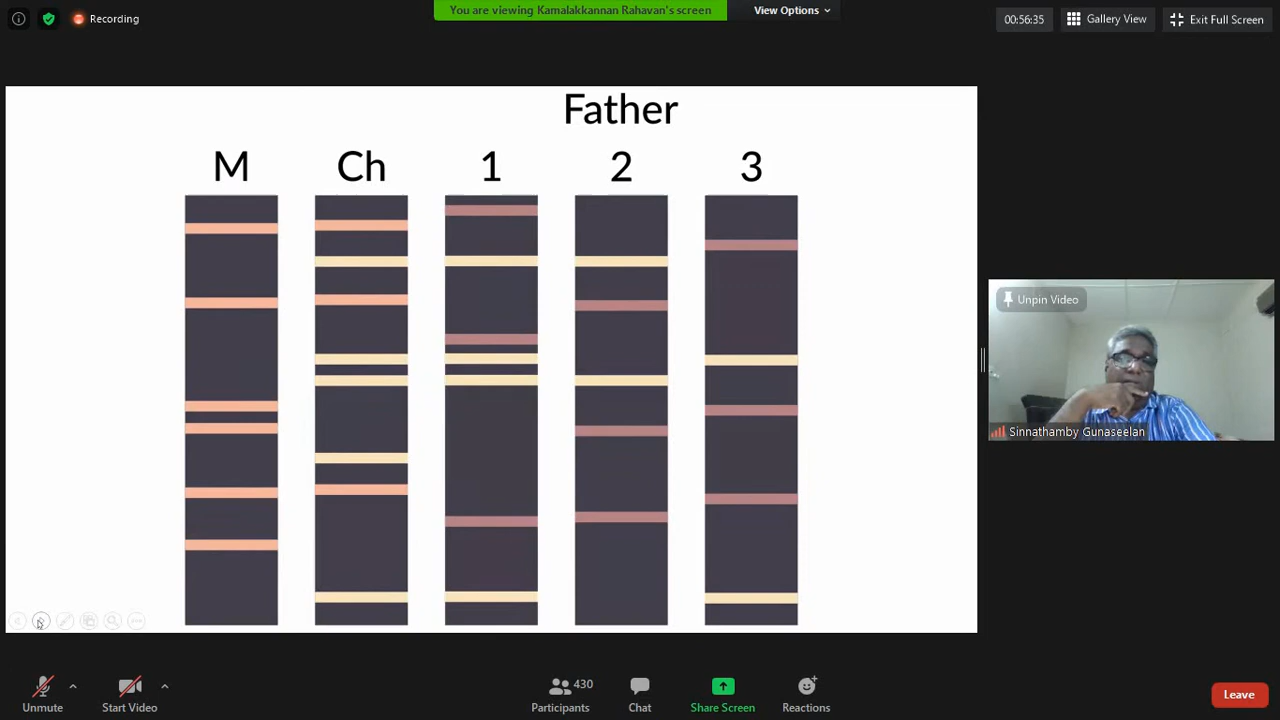 Recording
You are viewing Kamalakkannan Rahavan's screen
View Options
00:56:35
Gallery View
Exit Full Screen
Father
M Ch 1 2 3
Unpin Video
Sinnathamby Gunaseelan
Unmute
Start Video
430
Participants
Chat
Share Screen
Reactions
Leave